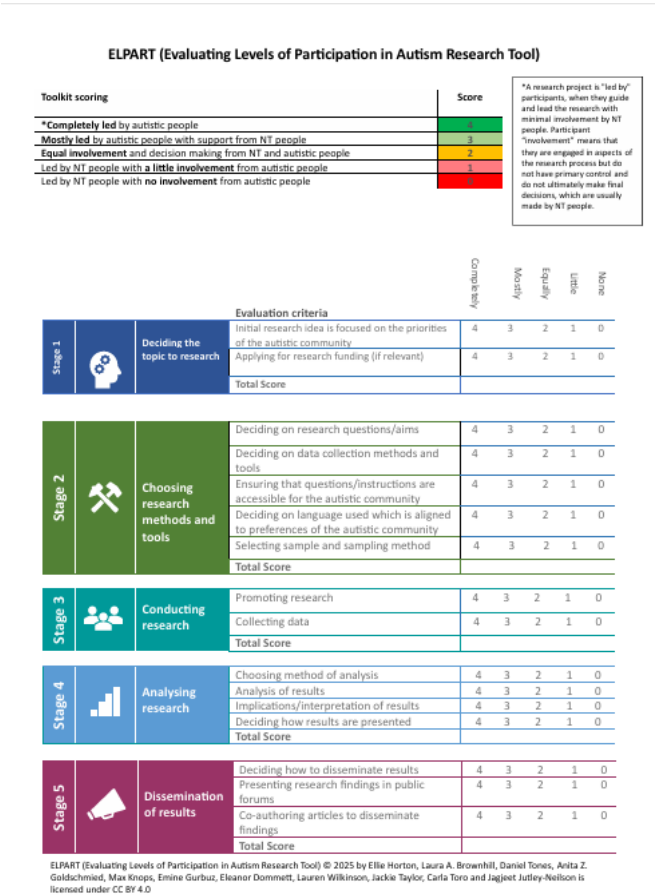 ELPART (Evaluating Levels of Participation in Autism Research Tool)
Toolkit scoring Score
*Completely led by autistic people 4
Mostly led by autistic people with support from NT people 3
Equal involvement and decision making from NT and autistic people 2
Led by NT people with a little involvement from autistic people 1
Led by NT people with no involvement from autistic people 0
*A research project is "led by"
participants, when they guide
and lead the research with
minimal involvement by NT
people. Participant
"involvement" means that
they are engaged in aspects of
the research process but do
not have primary control and
do not ultimately make final
decisions, which are usually
made by NT people.
Completely
Mostly
Equally
Little
None
Evaluation criteria
Stage 1
Deciding the
topic to research
Initial research idea is focused on the priorities 4 3 2 1 0
of the autistic community
Applying for research funding (if relevant) 4 3 2 1 0
Total Score
Stage 2
Choosing
research
methods and
tools
Deciding on research questions/aims 4 3 2 1 0
Deciding on data collection methods and 4 3 2 1 0
tools
Ensuring that questions/instructions are 4 3 2 1 0
accessible for the autistic community
Deciding on language used which is aligned 4 3 2 1 0
to preferences of the autistic community
Selecting sample and sampling method 4 3 2 1 0
Total Score
Stage 3
Conducting
research
Promoting research 4 3 2 1 0
Collecting data 4 3 2 1 0
Total Score
Stage 4
Analysing
research
Choosing method of analysis 4 3 2 1 0
Analysis of results 4 3 2 1 0
Implications/interpretation of results 4 3 2 1 0
Deciding how results are presented 4 3 2 1 0
Total Score
Stage 5
Dissemination
of results
Deciding how to disseminate results 4 3 2 1 0
Presenting research findings in public 4 3 2 1 0
forums
Co-authoring articles to disseminate 4 3 2 1 0
findings
Total Score
ELPART (Evaluating Levels of Participation in Autism Research Tool) © 2025 by Ellie Horton, Laura A. Brownhill, Daniel Tones, Anita Z.
Goldschmied, Max Knops, Emine Gurbuz, Eleanor Dommett, Lauren Wilkinson, Jackie Taylor, Carla Toro and Jagjeet Jutley-Neilson is
licensed under CC BY 4.0